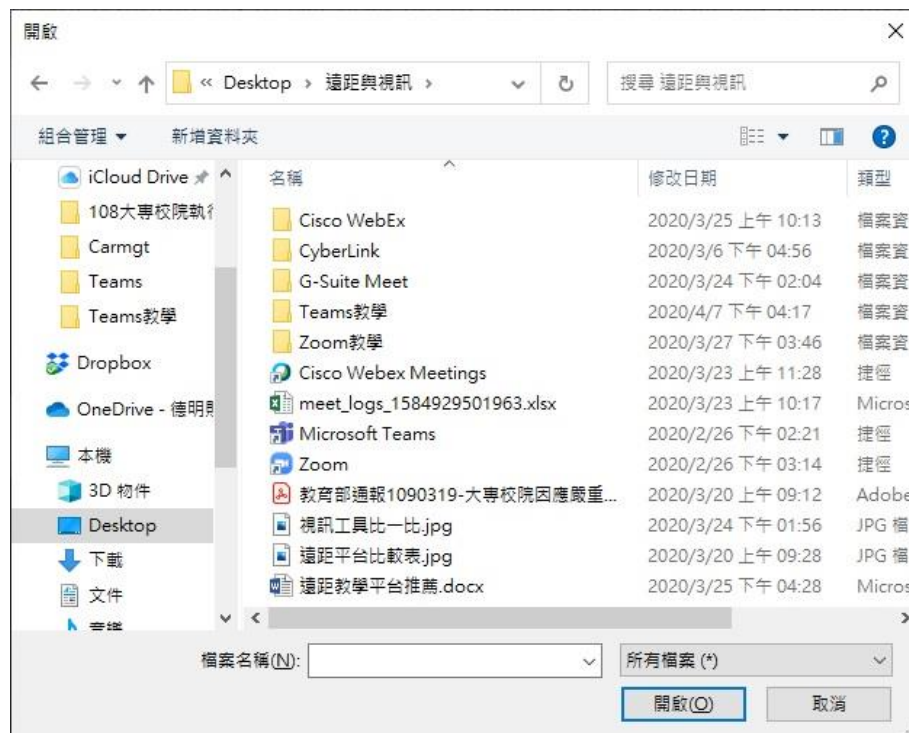 開啟
« Desktop › 遠距與視訊 ›
搜尋 遠距與視訊
組合管理 新增資料夾
iCloud Drive
108大專校院執行
Carmgt
Teams
Teams教學
Dropbox
OneDrive - 德明財
本機
3D 物件
Desktop
下載
文件
音樂
名稱 修改日期 類型
Cisco WebEx 2020/3/25 上午 10:13 檔案資
CyberLink 2020/3/6 下午 04:56 檔案資
G-Suite Meet 2020/3/24 下午 02:04 檔案資
Teams教學 2020/4/7 下午 04:17 檔案資
Zoom教學 2020/3/27 下午 03:46 檔案資
Cisco Webex Meetings 2020/3/23 上午 11:28 捷徑
meet_logs_1584929501963.xlsx 2020/3/23 上午 10:17 Micros
Microsoft Teams 2020/2/26 下午 02:21 捷徑
Zoom 2020/2/26 下午 03:14 捷徑
教育部通報1090319-大專校院因應嚴重... 2020/3/20 上午 09:12 Adobe
視訊工具比一比.jpg 2020/3/24 下午 01:56 JPG 檔
遠距平台比較表.jpg 2020/3/20 上午 09:28 JPG 檔
遠距教學平台推薦.docx 2020/3/25 下午 04:28 Micros
檔案名稱(N): 所有檔案 (*)
開啟(O) 取消